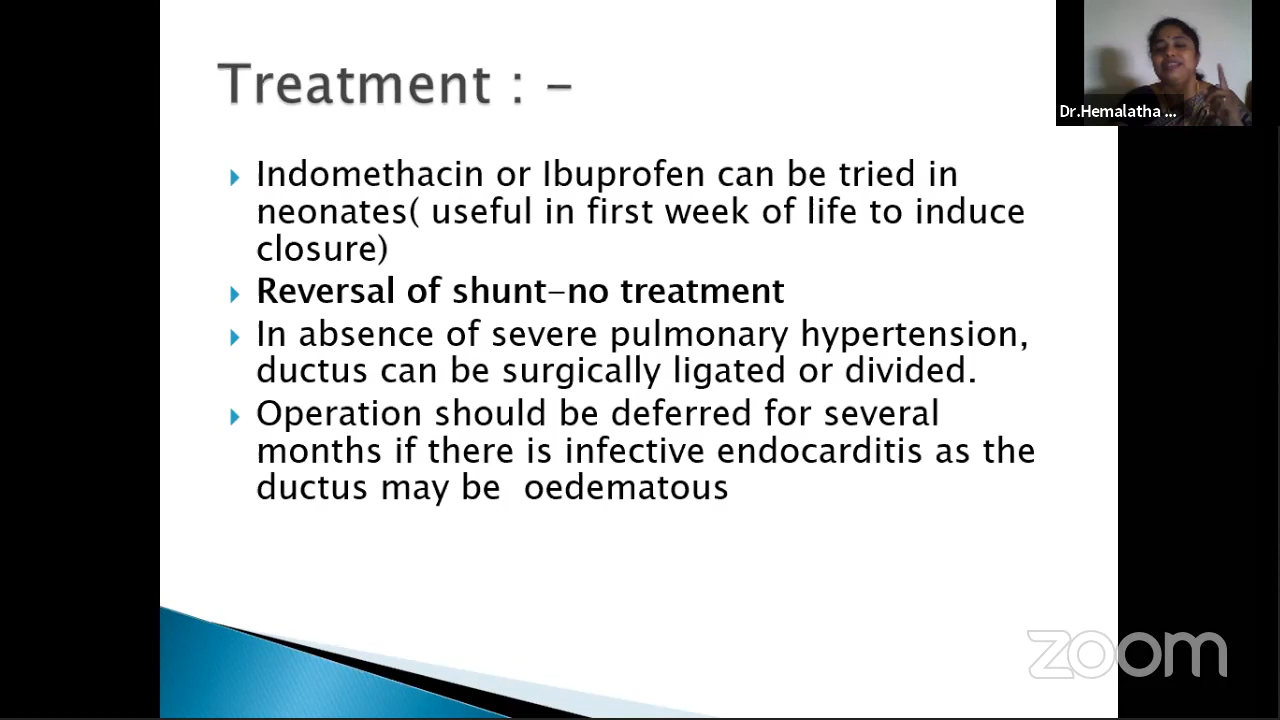 Treatment : -
Indomethacin or Ibuprofen can be tried in
neonates( useful in first week of life to induce
closure)
Reversal of shunt-no treatment
In absence of severe pulmonary hypertension,
ductus can be surgically ligated or divided.
Operation should be deferred for several
months if there is infective endocarditis as the
ductus may be  oedematous
Dr.Hemalatha ...
zoom